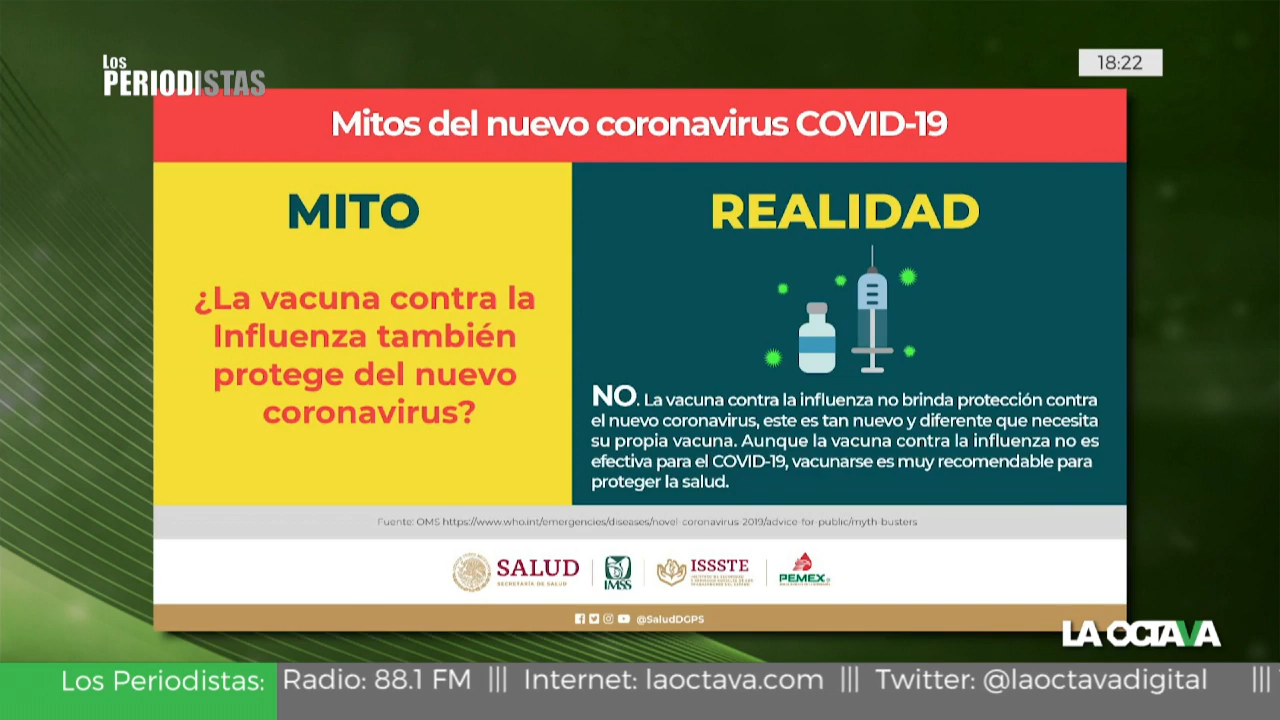 Los
PERIODISTAS
18:22
Mitos del nuevo coronavirus COVID-19
MITO
¿La vacuna contra la
Influenza también
protege del nuevo
coronavirus?
REALIDAD
NO. La vacuna contra la influenza no brinda protección contra
el nuevo coronavirus, este es tan nuevo y diferente que necesita
su propia vacuna. Aunque la vacuna contra la influenza no es
efectiva para el COVID-19, vacunarse es muy recomendable para
proteger la salud.
Fuente: OMS https://www.who.int/emergencies/diseases/novel-coronavirus-2019/advice-for-public/myth-busters
SALUD
SECRETARÍA DE SALUD
IMSS
ISSSTE
PEMEX
@SaludDGPS
LA OCTAVA
Los Periodistas: Radio: 88.1 FM ||| Internet: laoctava.com ||| Twitter: @laoctavadigital |||